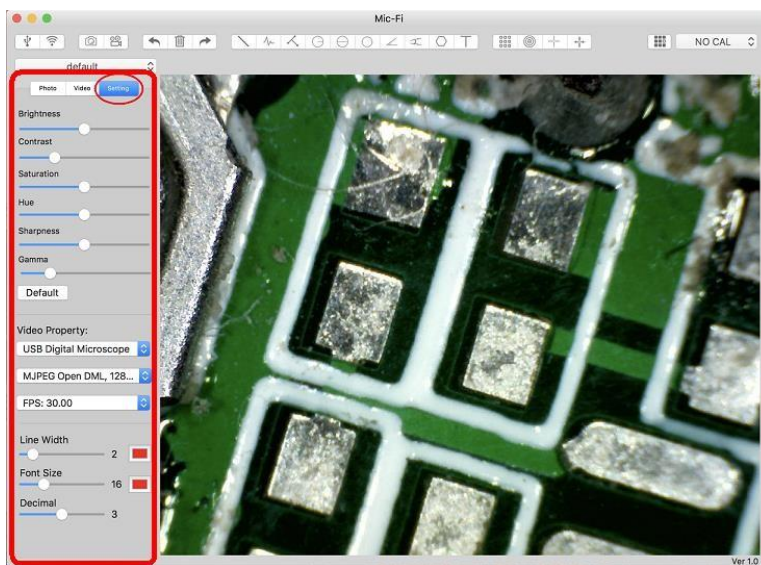 Mic-Fi
NO CAL
default
Photo Video Setting
Brightness
Contrast
Saturation
Hue
Sharpness
Gamma
Default
Video Property:
USB Digital Microscope
MJPEG Open DML, 128...
FPS: 30.00
Line Width
2
Font Size
16
Decimal
3
Ver 1.0